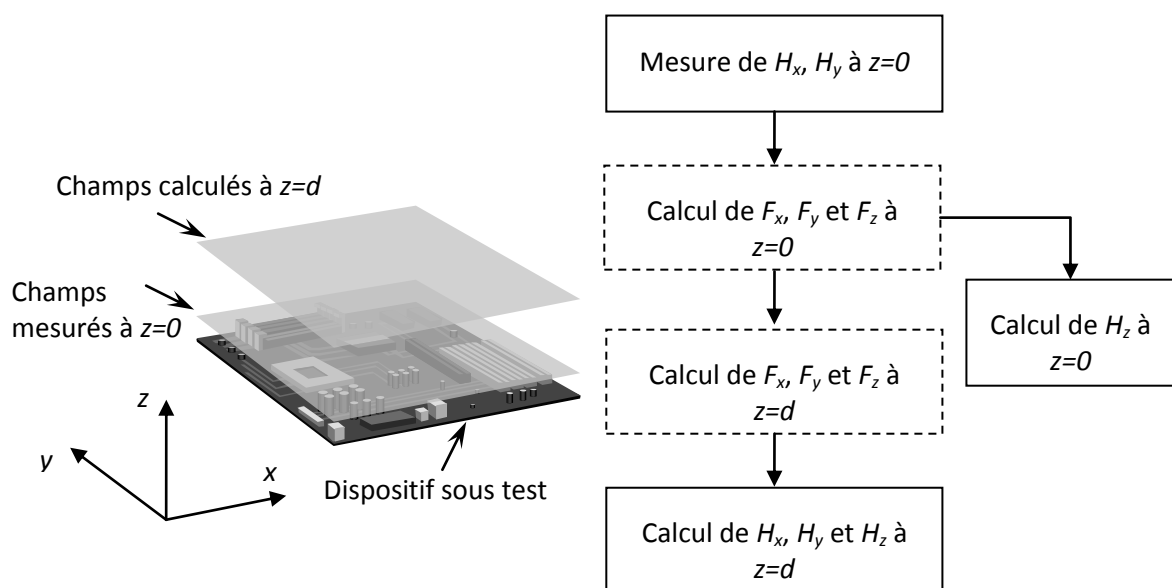 Champs calculés à z=d
Champs
mesurés à z=0
z
y
x
Dispositif sous test
Mesure de Hx, Hy à z=0
Calcul de Fx, Fy et Fz à
z=0
Calcul de Hz à
z=0
Calcul de Fx, Fy et Fz à
z=d
Calcul de Hx, Hy et Hz à
z=d